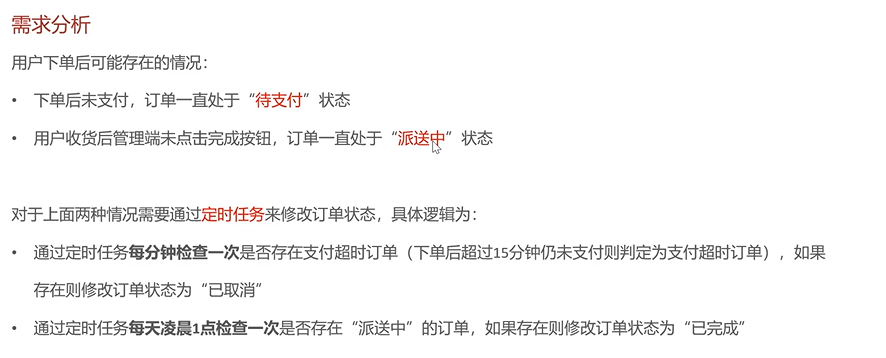 需求分析
用户下单后可能存在的情况：
• 下单后未支付，订单一直处于“待支付”状态
• 用户收货后管理端未点击完成按钮，订单一直处于“派送中”状态
对于上面两种情况需要通过定时任务来修改订单状态，具体逻辑为：
• 通过定时任务每分钟检查一次是否存在支付超时订单（下单后超过15分钟仍未支付则判定为支付超时订单），如果
存在则修改订单状态为“已取消”
• 通过定时任务每天凌晨1点检查一次是否存在“派送中”的订单，如果存在则修改订单状态为“已完成”